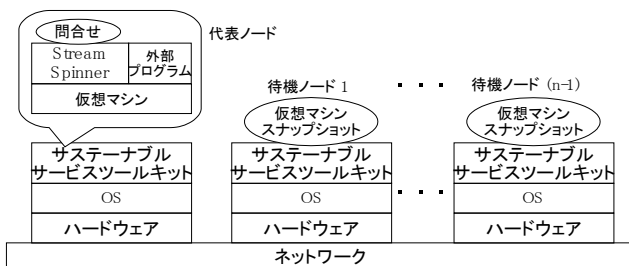 問合せ
Stream
Spinner
外部
プログラム
仮想マシン
代表ノード
サステーナブル
サービスツールキット
OS
ハードウェア
待機ノード 1
仮想マシン
スナップショット
サステーナブル
サービスツールキット
OS
ハードウェア
・ ・ ・
・ ・ ・
待機ノード (n-1)
仮想マシン
スナップショット
サステーナブル
サービスツールキット
OS
ハードウェア
ネットワーク